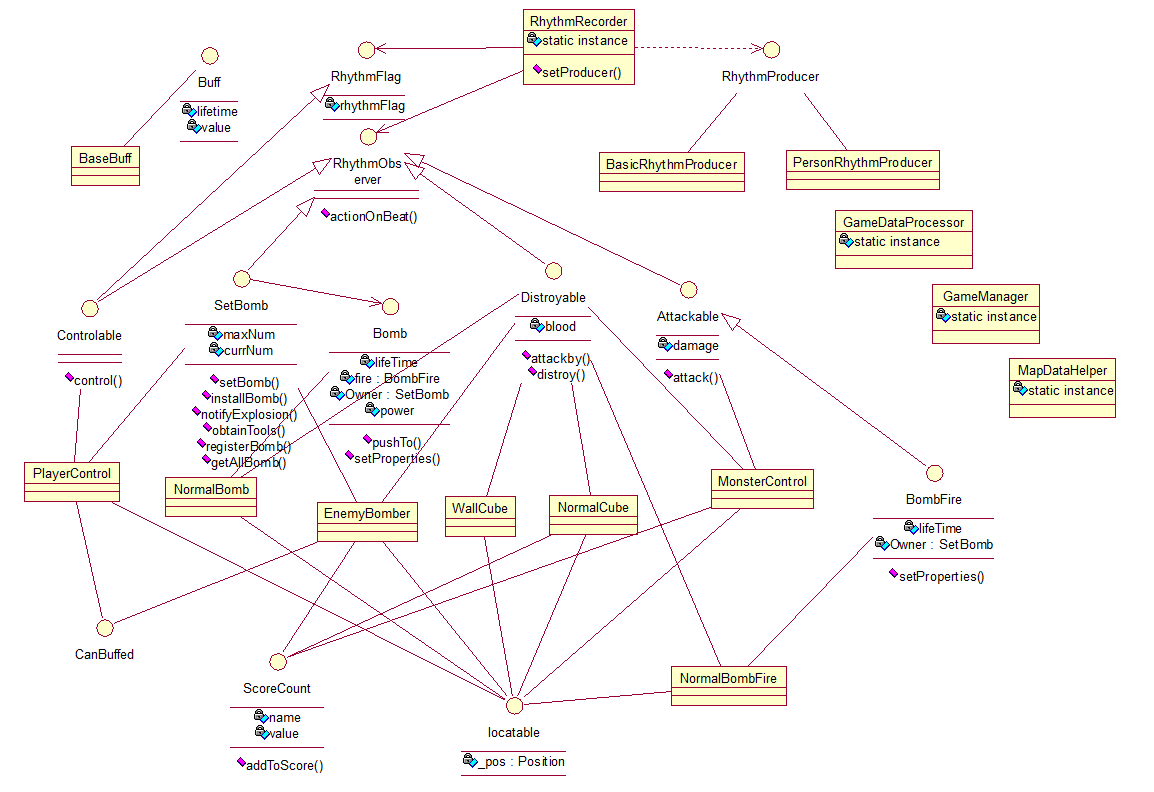 RhythmRecorder
static instance
setProducer()
Buff
lifetime
value
BaseBuff
RhythmFlag
rhythmFlag
RhythmProducer
BasicRhythmProducer
PersonRhythmProducer
RhythmObs
erver
actionOnBeat()
GameDataProcessor
static instance
GameManager
static instance
MapDataHelper
static instance
Controlable
control()
SetBomb
maxNum
currNum
setBomb()
installBomb()
notifyExplosion()
obtainTools()
registerBomb()
getAllBomb()
Bomb
lifeTime
fire : BombFire
Owner : SetBomb
power
pushTo()
setProperties()
Distroyable
blood
attackby()
distroy()
Attackable
damage
attack()
PlayerControl
NormalBomb
EnemyBomber
WallCube
NormalCube
MonsterControl
BombFire
lifeTime
Owner : SetBomb
setProperties()
CanBuffed
ScoreCount
name
value
addToScore()
locatable
_pos : Position
NormalBombFire